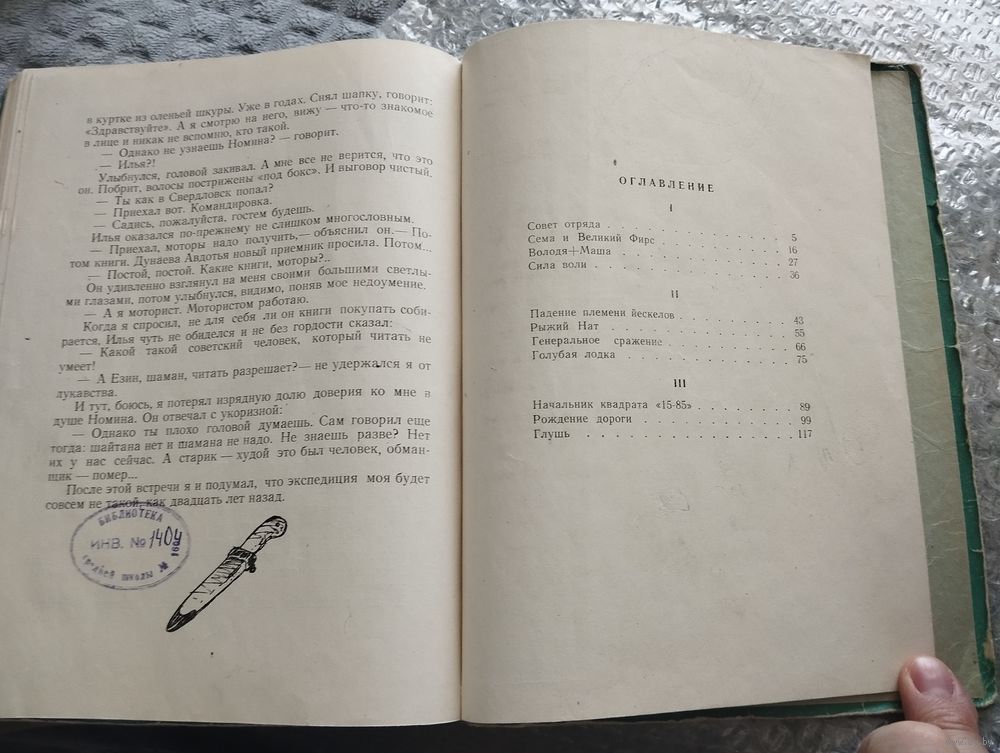 в куртке из оленьей шкуры. Уже в годах. Снял шапку, говорит:
«Здравствуйте». А я смотрю на него, вижу — что-то знакомое
в лице и никак не вспомню, кто такой.
— Однако не узнаешь Номина? — говорит.
— Илья?!
Улыбнулся, головой закивал. А мне все не верится, что это
он. Побрит, волосы пострижены «под бокс». И выговор чистый.
— Ты как в Свердловск попал?
— Приехал вот. Командировка.
— Садись, пожалуйста, гостем будешь.
Илья оказался по-прежнему не слишком многословным.
— Приехал, моторы надо получить,— объяснил он.— По-
том книги. Дунаева Авдотья новый приемник просила. Потом...
— Постой, постой. Какие книги, моторы?..
Он удивленно взглянул на меня своими большими светлы-
ми глазами, потом улыбнулся, видимо, поняв мое недоумение.
— А я моторист. Мотористом работаю.
Когда я спросил, не для себя ли он книги покупать соби-
рается, Илья чуть не обиделся и не без гордости сказал:
— Какой такой советский человек, который читать не
умеет!
— А Езин, шаман, читать разрешает?— не удержался я от
лукавства.
И тут, боюсь, я потерял изрядную долю доверия ко мне в
душе Номина. Он отвечал с укоризной:
— Однако ты плохо головой думаешь. Сам говорил еще
тогда: шайтана нет и шамана не надо. Не знаешь разве? Нет
их у нас сейчас. А старик — худой это был человек, обман-
щик — помер...
После этой встречи я и подумал, что экспедиция моя будет
совсем не такой, как двадцать лет назад.
БИБЛИОТЕКА
ИНВ. № 1404
средней школы №
ОГЛАВЛЕНИЕ
I
Совет отряда . . . . . . . . . . . . 5
Сема и Великий Фирс . . . . . . . . . . 16
Володя+Маша . . . . . . . . . . . . 27
Сила воли . . . . . . . . . . . . . 36
II
Падение племени йескелов . . . . . . . . 43
Рыжий Нат . . . . . . . . . . . . . 55
Генеральное сражение . . . . . . . . . . 66
Голубая лодка . . . . . . . . . . . . 75
III
Начальник квадрата «15-85» . . . . . . . . 89
Рождение дороги . . . . . . . . . . . 99
Глушь . . . . . . . . . . . . . . 117